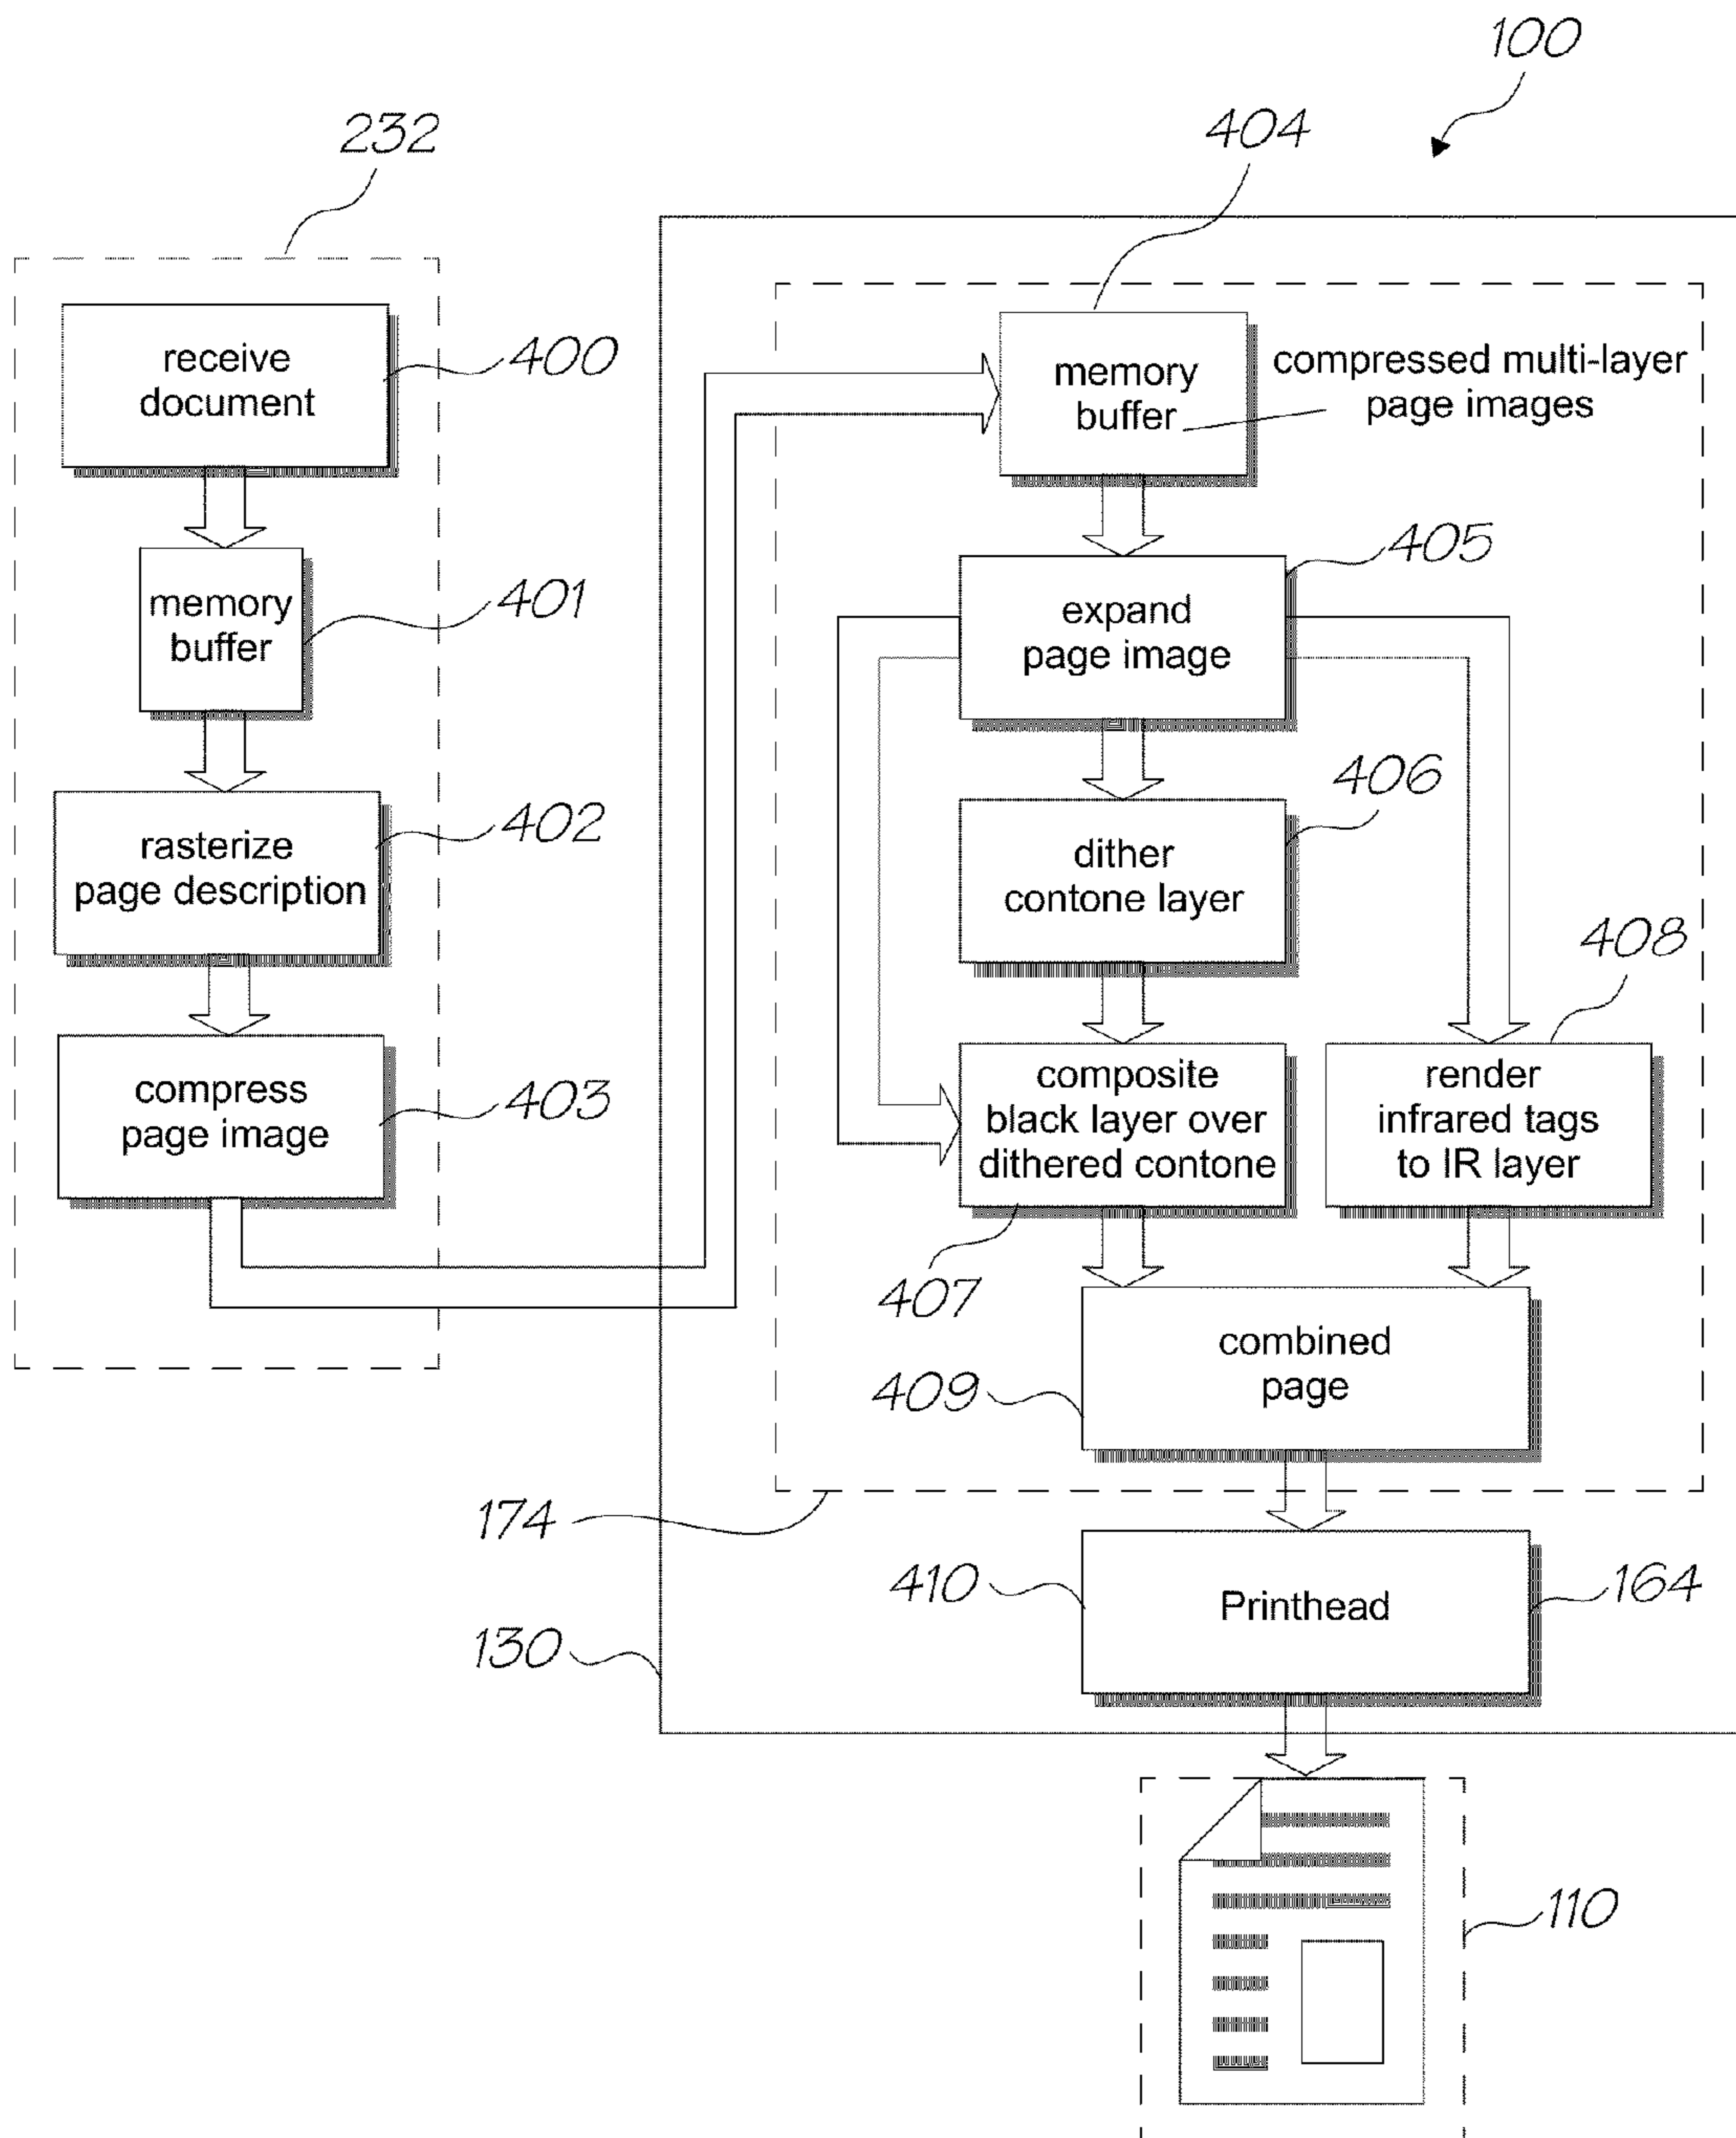 100
232
404
receive
document
400
memory
buffer
compressed multi-layer
page images
405
expand
page image
memory
buffer
401
406
dither
contone layer
rasterize
page description
402
408
compress
page image
403
composite
black layer over
dithered contone
render
infrared tags
to IR layer
407
combined
page
409
174
410
Printhead
164
130
110